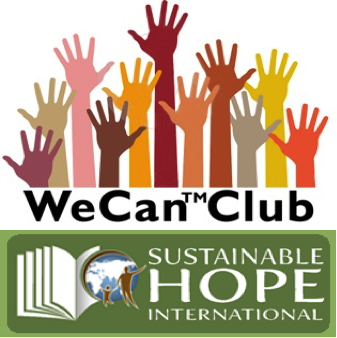 WeCan™Club
SUSTAINABLE
HOPE
INTERNATIONAL